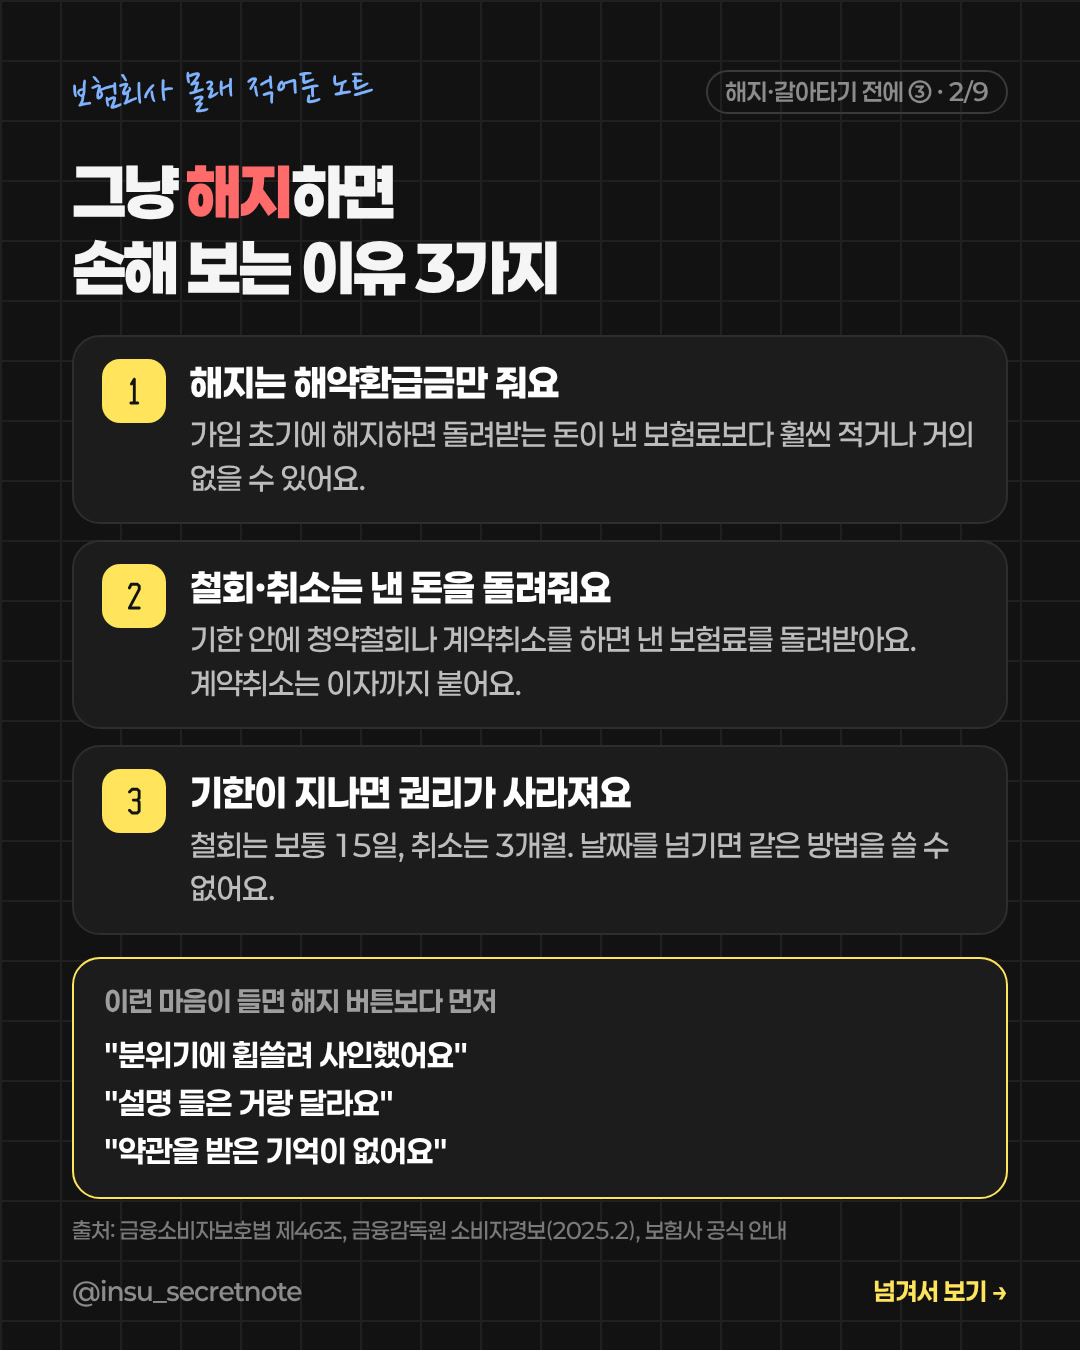 보험회사 몰래 적어둔 노트
해지·갈아타기 전에 ③ · 2/9
그냥 해지하면
손해 보는 이유 3가지
1
해지는 해약환급금만 줘요
가입 초기에 해지하면 돌려받는 돈이 낸 보험료보다 훨씬 적거나 거의
없을 수 있어요.
2
철회·취소는 낸 돈을 돌려줘요
기한 안에 청약철회나 계약취소를 하면 낸 보험료를 돌려받아요.
계약취소는 이자까지 붙어요.
3
기한이 지나면 권리가 사라져요
철회는 보통 15일, 취소는 3개월. 날짜를 넘기면 같은 방법을 쓸 수
없어요.
이런 마음이 들면 해지 버튼보다 먼저
"분위기에 휩쓸려 사인했어요"
"설명 들은 거랑 달라요"
"약관을 받은 기억이 없어요"
출처: 금융소비자보호법 제46조, 금융감독원 소비자경보(2025.2), 보험사 공식 안내
@insu_secretnote
넘겨서 보기 →